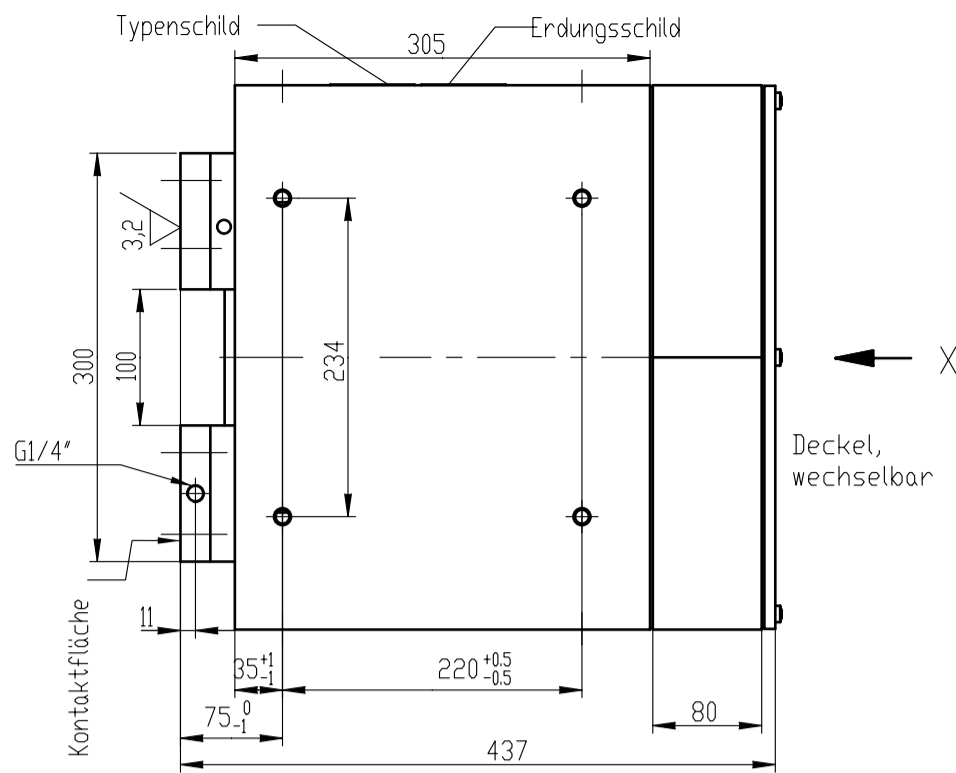 Typenschild
Erdungsschild
305
3,2
300
100
234
X
G1/4"
Deckel,
wechselbar
11
Kontaktfläche
35 +1 -1
220 +0.5 -0.5
75 0 -1
80
437